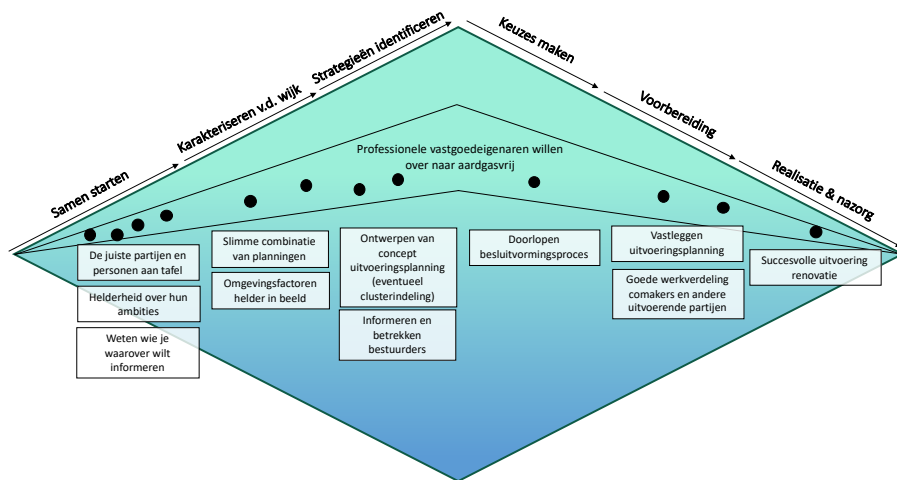 Samen starten
Karakteriseren v.d. wijk
Strategieën identificeren
Keuzes maken
Voorbereiding
Realisatie & nazorg
Professionele vastgoedeigenaren willen
over naar aardgasvrij
De juiste partijen en
personen aan tafel
Helderheid over hun
ambities
Weten wie je
waarover wilt
informeren
Slimme combinatie
van planningen
Omgevingsfactoren
helder in beeld
Ontwerpen van
concept
uitvoeringsplanning
(eventueel
clusterindeling)
Informeren en
betrekken
bestuurders
Doorlopen
besluitvormingsproces
Vastleggen
uitvoeringsplanning
Goede werkverdeling
comakers en andere
uitvoerende partijen
Succesvolle uitvoering
renovatie